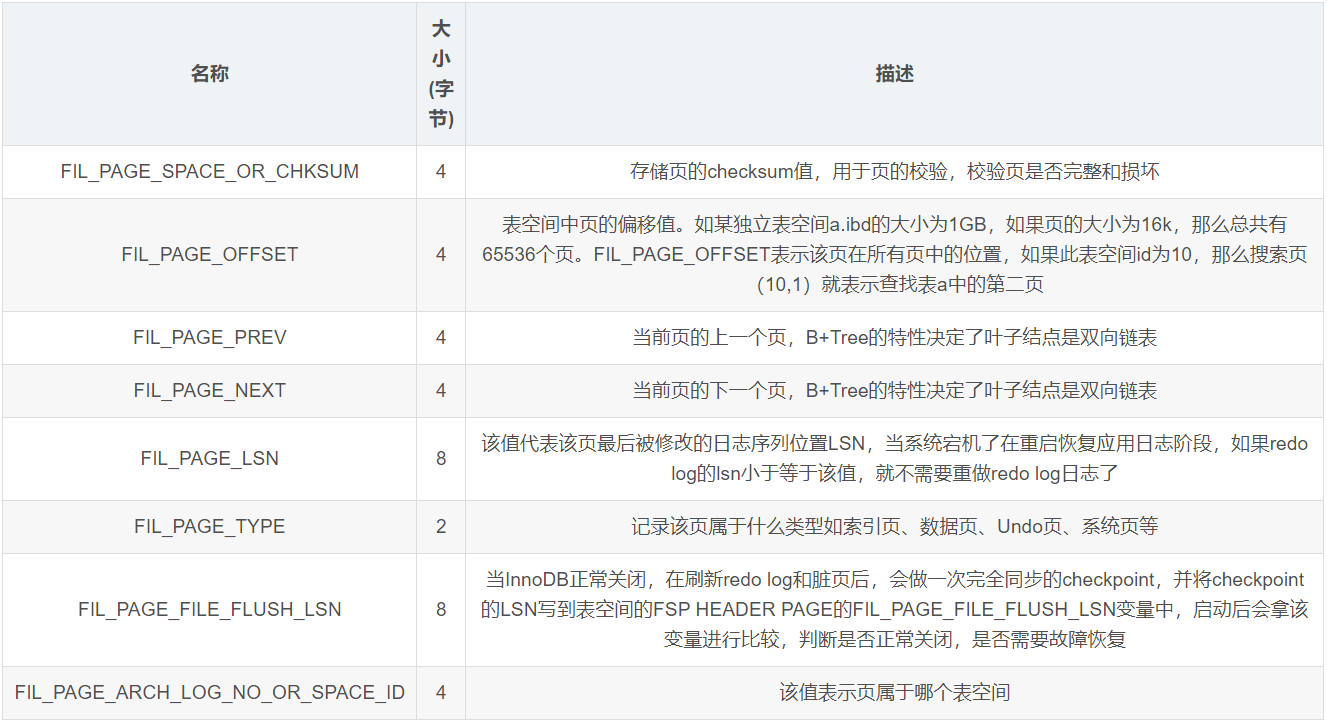 名称
大
小
(字
节)
描述
FIL_PAGE_SPACE_OR_CHKSUM
4
存储页的checksum值，用于页的校验，校验页是否完整和损坏
FIL_PAGE_OFFSET
4
表空间中页的偏移值。如某独立表空间a.ibd的大小为1GB，如果页的大小为16k，那么总共有
65536个页。FIL_PAGE_OFFSET表示该页在所有页中的位置，如果此表空间id为10，那么搜索页
（10,1）就表示查找表a中的第二页
FIL_PAGE_PREV
4
当前页的上一个页，B+Tree的特性决定了叶子结点是双向链表
FIL_PAGE_NEXT
4
当前页的下一个页，B+Tree的特性决定了叶子结点是双向链表
FIL_PAGE_LSN
8
该值代表该页最后被修改的日志序列位置LSN，当系统宕机了在重启恢复应用日志阶段，如果redo
log的lsn小于等于该值，就不需要重做redo log日志了
FIL_PAGE_TYPE
2
记录该页属于什么类型如索引页、数据页、Undo页、系统页等
FIL_PAGE_FILE_FLUSH_LSN
8
当InnoDB正常关闭，在刷新redo log和脏页后，会做一次完全同步的checkpoint，并将checkpoint
的LSN写到表空间的FSP HEADER PAGE的FIL_PAGE_FILE_FLUSH_LSN变量中，启动后会拿该
变量进行比较，判断是否正常关闭，是否需要故障恢复
FIL_PAGE_ARCH_LOG_NO_OR_SPACE_ID
4
该值表示页属于哪个表空间